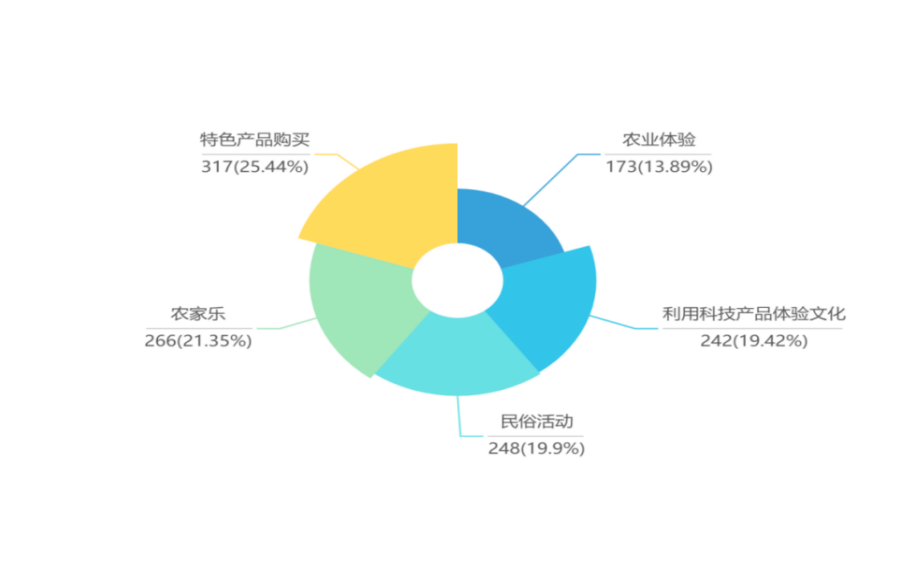 特色产品购买
317(25.44%)
农业体验
173(13.89%)
农家乐
266(21.35%)
利用科技产品体验文化
242(19.42%)
民俗活动
248(19.9%)